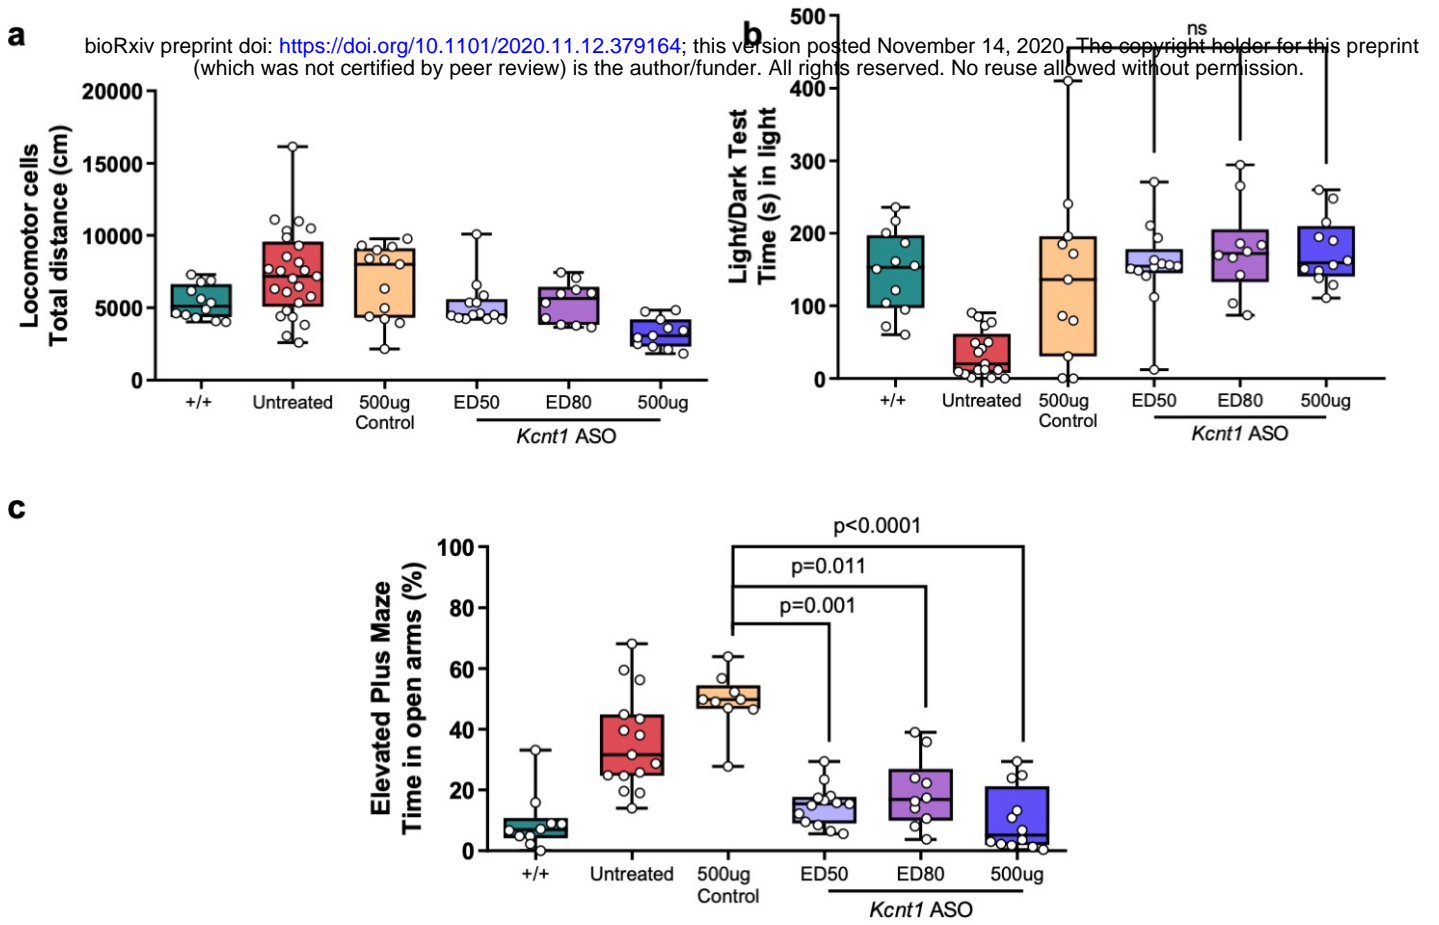 a
b
bioRxiv preprint doi: https://doi.org/10.1101/2020.11.12.379164; this version posted November 14, 2020. The copyright holder for this preprint
(which was not certified by peer review) is the author/funder. All rights reserved. No reuse allowed without permission.
Locomotor cells
Total distance (cm)
20000
15000
10000
5000
0
+/+
Untreated
500ug
Control
ED50
ED80
500ug
Kcnt1 ASO
Light/Dark Test
Time (s) in light
500
400
300
200
100
0
ns
+/+
Untreated
500ug
Control
ED50
ED80
500ug
Kcnt1 ASO
c
Elevated Plus Maze
Time in open arms (%)
100
80
60
40
20
0
p<0.0001
p=0.011
p=0.001
+/+
Untreated
500ug
Control
ED50
ED80
500ug
Kcnt1 ASO